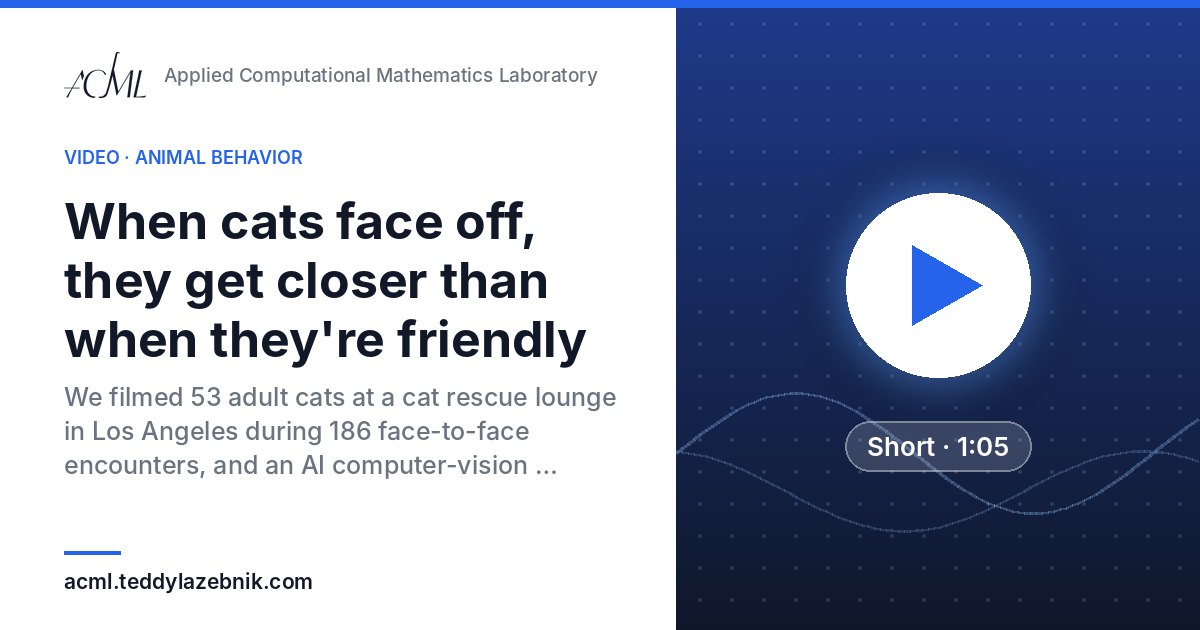 ACML
Applied Computational Mathematics Laboratory
VIDEO · ANIMAL BEHAVIOR
When cats face off,
they get closer than
when they're friendly
We filmed 53 adult cats at a cat rescue lounge
in Los Angeles during 186 face-to-face
encounters, and an AI computer-vision ...
Short · 1:05
acml.teddylazebnik.com